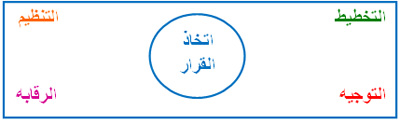 التخطيط
التنظيم
اتخاذ
القرار
التوجيه
الرقابه